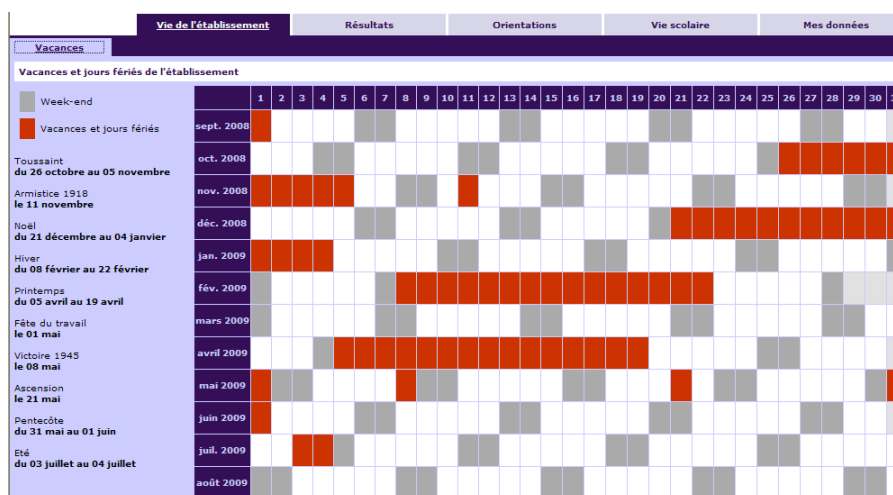 Vie de l'établissement Résultats Orientations Vie scolaire Mes données
Vacances
Vacances et jours fériés de l'établissement
Week-end
Vacances et jours fériés
Toussaint
du 26 octobre au 05 novembre
Armistice 1918
le 11 novembre
Noël
du 21 décembre au 04 janvier
Hiver
du 08 février au 22 février
Printemps
du 05 avril au 19 avril
Fête du travail
le 01 mai
Victoire 1945
le 08 mai
Ascension
le 21 mai
Pentecôte
du 31 mai au 01 juin
Eté
du 03 juillet au 04 juillet
1 2 3 4 5 6 7 8 9 10 11 12 13 14 15 16 17 18 19 20 21 22 23 24 25 26 27 28 29 30
sept. 2008
oct. 2008
nov. 2008
déc. 2008
jan. 2009
fév. 2009
mars 2009
avril 2009
mai 2009
juin 2009
juil. 2009
août 2009